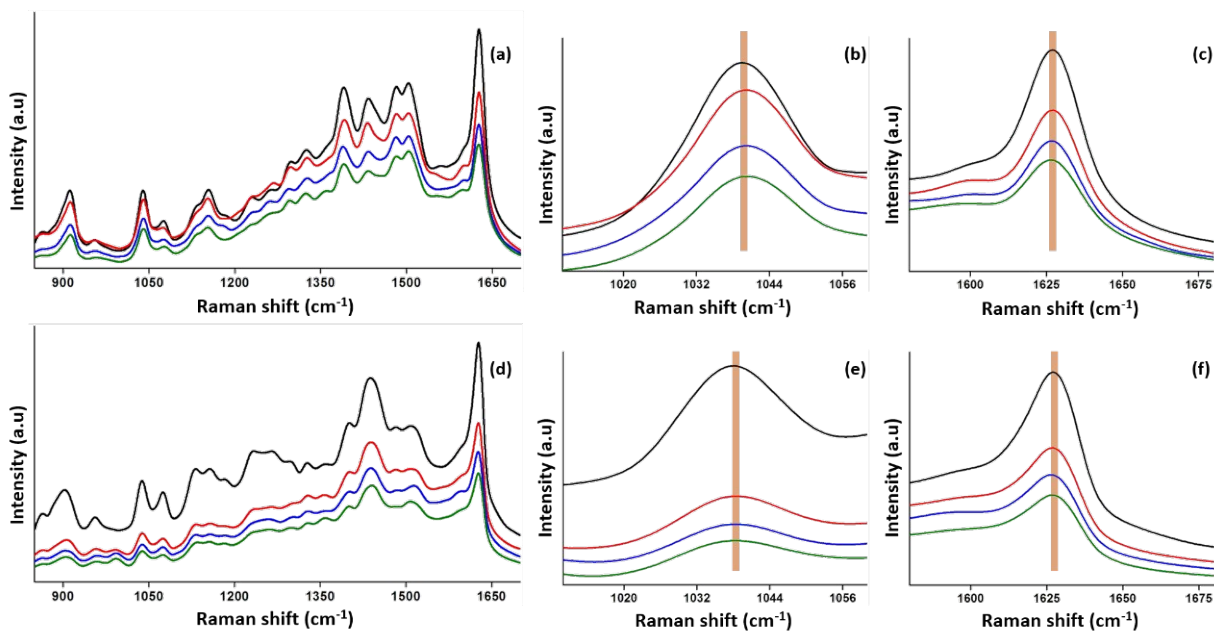 (a)
Intensity (a.u)
900 1050 1200 1350 1500 1650
Raman shift (cm⁻¹)
(b)
Intensity (a.u)
1020 1032 1044 1056
Raman shift (cm⁻¹)
(c)
Intensity (a.u)
1600 1625 1650 1675
Raman shift (cm⁻¹)
(d)
Intensity (a.u)
900 1050 1200 1350 1500 1650
Raman shift (cm⁻¹)
(e)
Intensity (a.u)
1020 1032 1044 1056
Raman shift (cm⁻¹)
(f)
Intensity (a.u)
1600 1625 1650 1675
Raman shift (cm⁻¹)